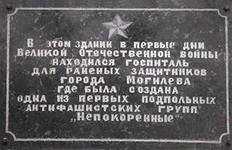 В этом здании в первые дни
Великой Отечественной войны
находился госпиталь
для раненых защитников
города Могилева
где была создана
одна из первых подпольных
антифашистских групп
"Непокоренные"